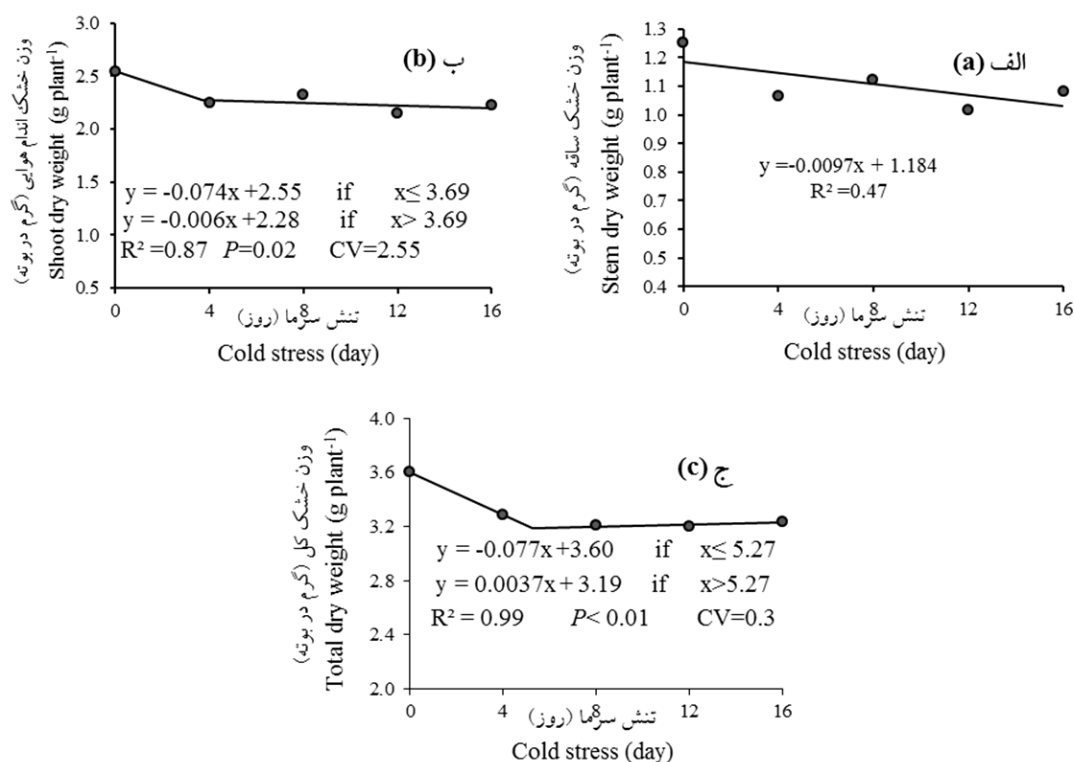 ب (b)
وزن خشک اندام هوایی (گرم در بوته)
Shoot dry weight (g plant-1)
3.0
2.5
2.0
1.5
1.0
0.5
y = -0.074x +2.55 if x≤ 3.69
y = -0.006x +2.28 if x> 3.69
R² =0.87 P=0.02 CV=2.55
0 4 8 12 16
تنش سرما (روز)
Cold stress (day)
الف (a)
وزن خشک ساقه (گرم در بوته)
Stem dry weight (g plant-1)
1.3
1.2
1.1
1.0
0.9
0.8
0.7
0.6
0.5
0.4
y =-0.0097x + 1.184
R² =0.47
0 4 8 12 16
تنش سرما (روز)
Cold stress (day)
ج (c)
وزن خشک کل (گرم در بوته)
Total dry weight (g plant-1)
4.0
3.6
3.2
2.8
2.4
2.0
y = -0.077x +3.60 if x≤ 5.27
y = 0.0037x + 3.19 if x>5.27
R² = 0.99 P< 0.01 CV=0.3
0 4 8 12 16
تنش سرما (روز)
Cold stress (day)